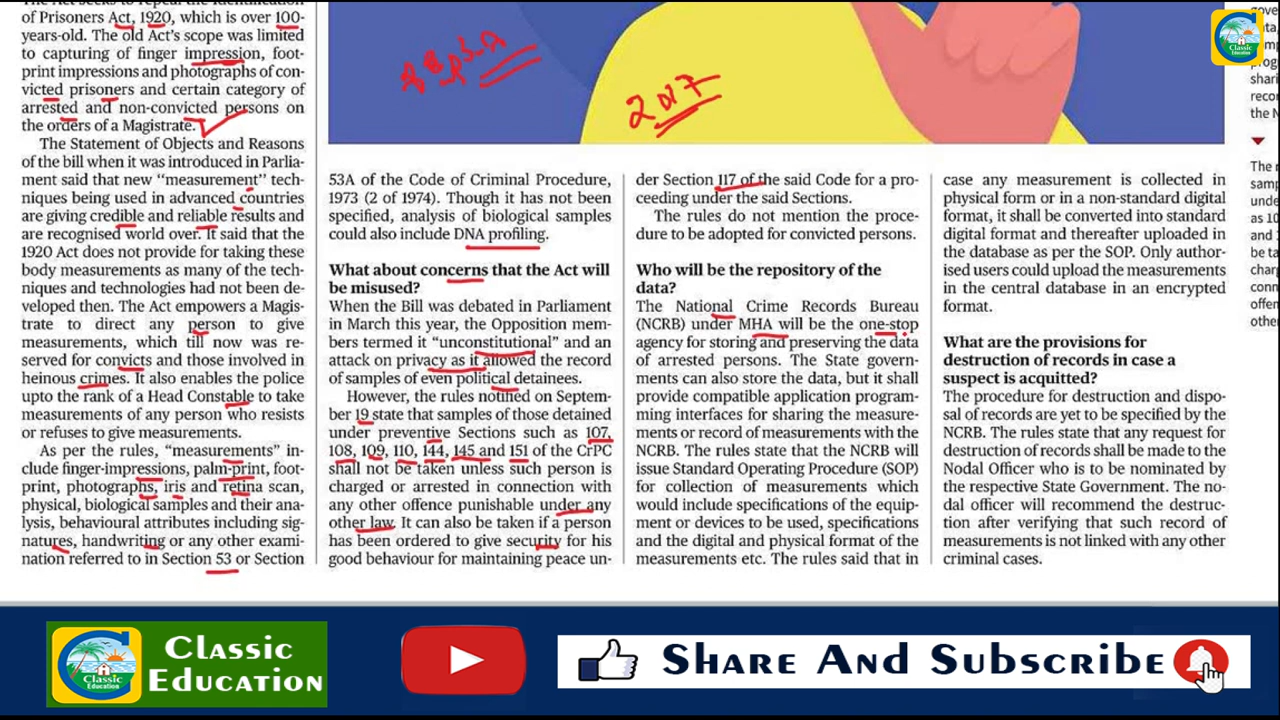 The Act seeks to repeal the Identification
of Prisoners Act, 1920, which is over 100-
years-old. The old Act's scope was limited
to capturing of finger impression, foot-
print impressions and photographs of con-
victed prisoners and certain category of
arrested and non-convicted persons on
the orders of a Magistrate.
The Statement of Objects and Reasons
of the bill when it was introduced in Parlia-
ment said that new “measurement” tech-
niques being used in advanced countries
are giving credible and reliable results and
are recognised world over. It said that the
1920 Act does not provide for taking these
body measurements as many of the tech-
niques and technologies had not been de-
veloped then. The Act empowers a Magis-
trate to direct any person to give
measurements, which till now was re-
served for convicts and those involved in
heinous crimes. It also enables the police
upto the rank of a Head Constable to take
measurements of any person who resists
or refuses to give measurements.
As per the rules, “measurements” in-
clude finger-impressions, palm-print, foot-
print, photographs, iris and retina scan,
physical, biological samples and their ana-
lysis, behavioural attributes including sig-
natures, handwriting or any other exami-
nation referred to in Section 53 or Section
2017
53A of the Code of Criminal Procedure,
1973 (2 of 1974). Though it has not been
specified, analysis of biological samples
could also include DNA profiling.
What about concerns that the Act will
be misused?
When the Bill was debated in Parliament
in March this year, the Opposition mem-
bers termed it “unconstitutional” and an
attack on privacy as it allowed the record
of samples of even political detainees.
However, the rules notified on Septem-
ber 19 state that samples of those detained
under preventive Sections such as 107,
108, 109, 110, 144, 145 and 151 of the CrPC
shall not be taken unless such person is
charged or arrested in connection with
any other offence punishable under any
other law. It can also be taken if a person
has been ordered to give security for his
good behaviour for maintaining peace un-
der Section 117 of the said Code for a pro-
ceeding under the said Sections.
The rules do not mention the proce-
dure to be adopted for convicted persons.
Who will be the repository of the
data?
The National Crime Records Bureau
(NCRB) under MHA will be the one-stop
agency for storing and preserving the data
of arrested persons. The State govern-
ments can also store the data, but it shall
provide compatible application program-
ming interfaces for sharing the measure-
ments or record of measurements with the
NCRB. The rules state that the NCRB will
issue Standard Operating Procedure (SOP)
for collection of measurements which
would include specifications of the equip-
ment or devices to be used, specifications
and the digital and physical format of the
measurements etc. The rules said that in
case any measurement is collected in
physical form or in a non-standard digital
format, it shall be converted into standard
digital format and thereafter uploaded in
the database as per the SOP. Only author-
ised users could upload the measurements
in the central database in an encrypted
format.
What are the provisions for
destruction of records in case a
suspect is acquitted?
The procedure for destruction and dispo-
sal of records are yet to be specified by the
NCRB. The rules state that any request for
destruction of records shall be made to the
Nodal Officer who is to be nominated by
the respective State Government. The no-
dal officer will recommend the destruc-
tion after verifying that such record of
measurements is not linked with any other
criminal cases.
Classic
Education
Classic
Education
Classic
Education
Share And Subscribe